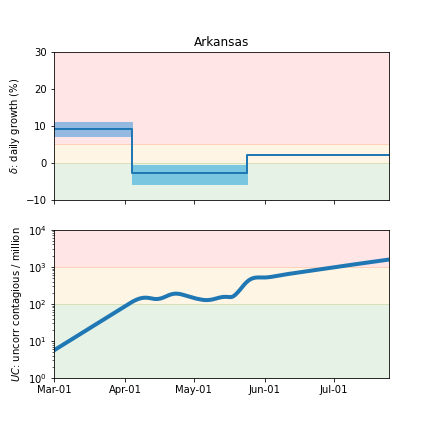 Arkansas
δ: daily growth (%)
30
20
10
0
−10
UC: uncorr contagious / million
10⁴
10³
10²
10¹
10⁰
Mar-01 Apr-01 May-01 Jun-01 Jul-01